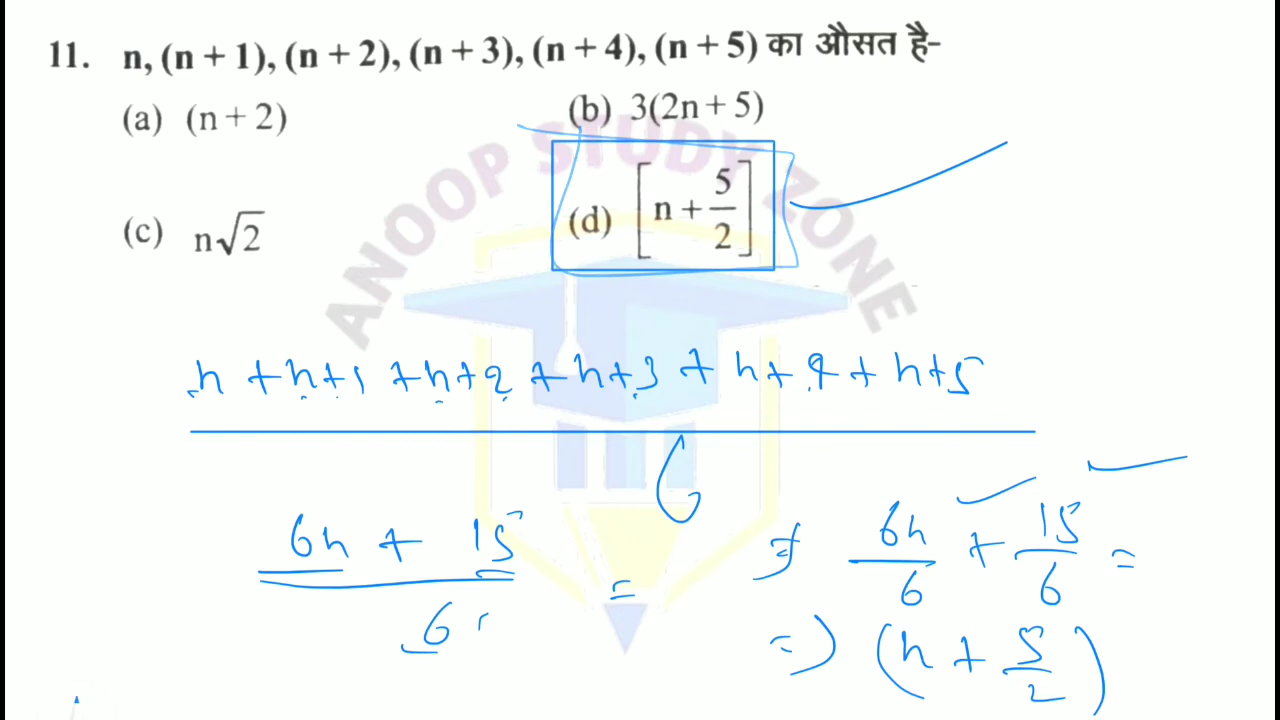 11. n, (n + 1), (n + 2), (n + 3), (n + 4), (n + 5) का औसत है-
(a) (n + 2) (b) 3(2n + 5)
(c) n√2 (d) [n + 5/2]
ANOOP STUDY ZONE
n + n+1 + n+2 + n+3 + n+4 + n+5
6
6n + 15 / 6 = ⇒ 6n/6 + 15/6 =
⇒ (n + 5/2)